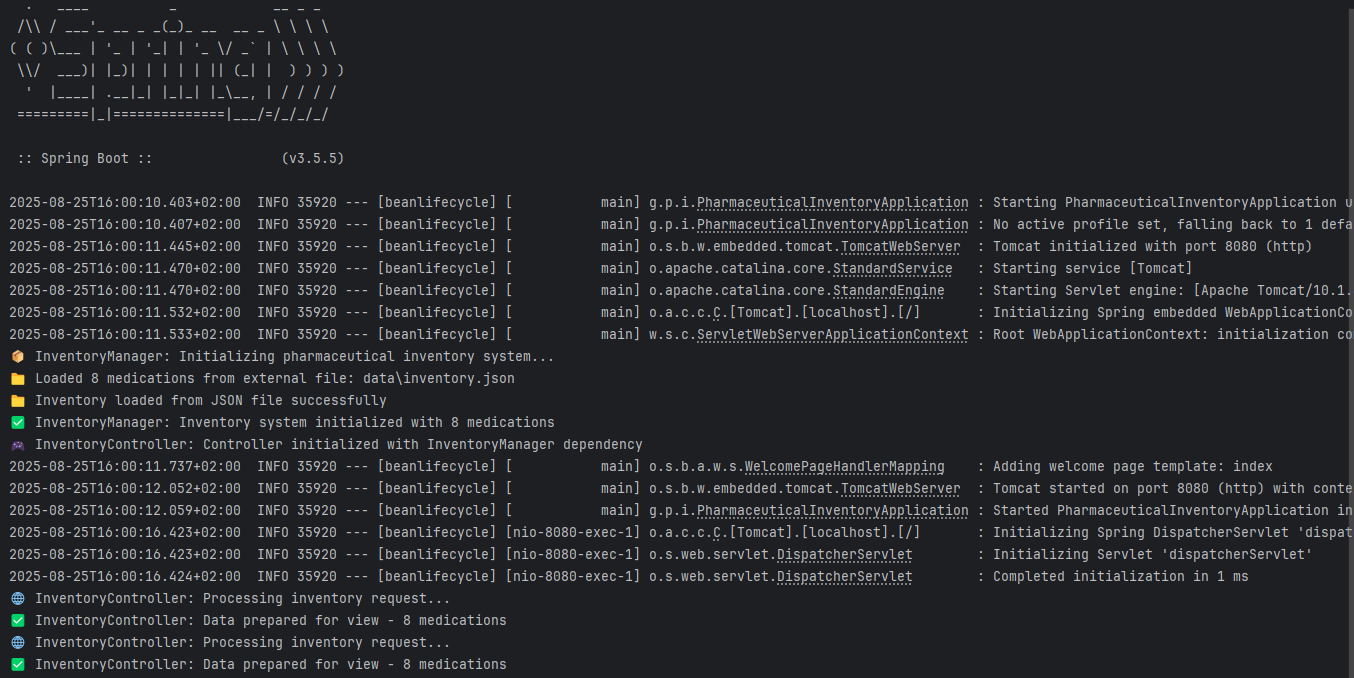 .   ____          _            __ _ _
 /\\ / ___'_ __ _ _(_)_ __  __ _ \ \ \ \
( ( )\___ | '_ | '_| | '_ \/ _` | \ \ \ \
 \\/  ___)| |_)| | | | | || (_| |  ) ) ) )
  '  |____| .__|_| |_|_| |_\__, | / / / /
 =========|_|==============|___/=/_/_/_/
 :: Spring Boot ::                (v3.5.5)
2025-08-25T16:00:10.403+02:00  INFO 35920 --- [beanlifecycle] [           main] g.p.i.PharmaceuticalInventoryApplication : Starting PharmaceuticalInventoryApplication u
2025-08-25T16:00:10.407+02:00  INFO 35920 --- [beanlifecycle] [           main] g.p.i.PharmaceuticalInventoryApplication : No active profile set, falling back to 1 defa
2025-08-25T16:00:11.445+02:00  INFO 35920 --- [beanlifecycle] [           main] o.s.b.w.embedded.tomcat.TomcatWebServer  : Tomcat initialized with port 8080 (http)
2025-08-25T16:00:11.470+02:00  INFO 35920 --- [beanlifecycle] [           main] o.apache.catalina.core.StandardService   : Starting service [Tomcat]
2025-08-25T16:00:11.470+02:00  INFO 35920 --- [beanlifecycle] [           main] o.apache.catalina.core.StandardEngine    : Starting Servlet engine: [Apache Tomcat/10.1.
2025-08-25T16:00:11.532+02:00  INFO 35920 --- [beanlifecycle] [           main] o.a.c.c.C.[Tomcat].[localhost].[/]       : Initializing Spring embedded WebApplicationCo
2025-08-25T16:00:11.533+02:00  INFO 35920 --- [beanlifecycle] [           main] w.s.c.ServletWebServerApplicationContext : Root WebApplicationContext: initialization co
📦 InventoryManager: Initializing pharmaceutical inventory system...
📁 Loaded 8 medications from external file: data\inventory.json
📁 Inventory loaded from JSON file successfully
✅ InventoryManager: Inventory system initialized with 8 medications
🎮 InventoryController: Controller initialized with InventoryManager dependency
2025-08-25T16:00:11.737+02:00  INFO 35920 --- [beanlifecycle] [           main] o.s.b.a.w.s.WelcomePageHandlerMapping    : Adding welcome page template: index
2025-08-25T16:00:12.052+02:00  INFO 35920 --- [beanlifecycle] [           main] o.s.b.w.embedded.tomcat.TomcatWebServer  : Tomcat started on port 8080 (http) with conte
2025-08-25T16:00:12.059+02:00  INFO 35920 --- [beanlifecycle] [           main] g.p.i.PharmaceuticalInventoryApplication : Started PharmaceuticalInventoryApplication in
2025-08-25T16:00:16.423+02:00  INFO 35920 --- [beanlifecycle] [nio-8080-exec-1] o.a.c.c.C.[Tomcat].[localhost].[/]       : Initializing Spring DispatcherServlet 'dispat
2025-08-25T16:00:16.423+02:00  INFO 35920 --- [beanlifecycle] [nio-8080-exec-1] o.s.web.servlet.DispatcherServlet        : Initializing Servlet 'dispatcherServlet'
2025-08-25T16:00:16.424+02:00  INFO 35920 --- [beanlifecycle] [nio-8080-exec-1] o.s.web.servlet.DispatcherServlet        : Completed initialization in 1 ms
🌐 InventoryController: Processing inventory request...
✅ InventoryController: Data prepared for view - 8 medications
🌐 InventoryController: Processing inventory request...
✅ InventoryController: Data prepared for view - 8 medications